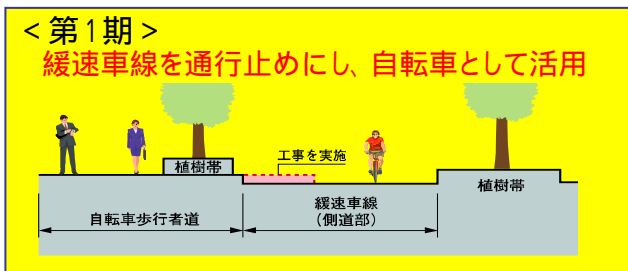 <第1期>
緩速車線を通行止めにし、自転車として活用
工事を実施
植樹帯
植樹帯
自転車歩行者道
緩速車線
(側道部)